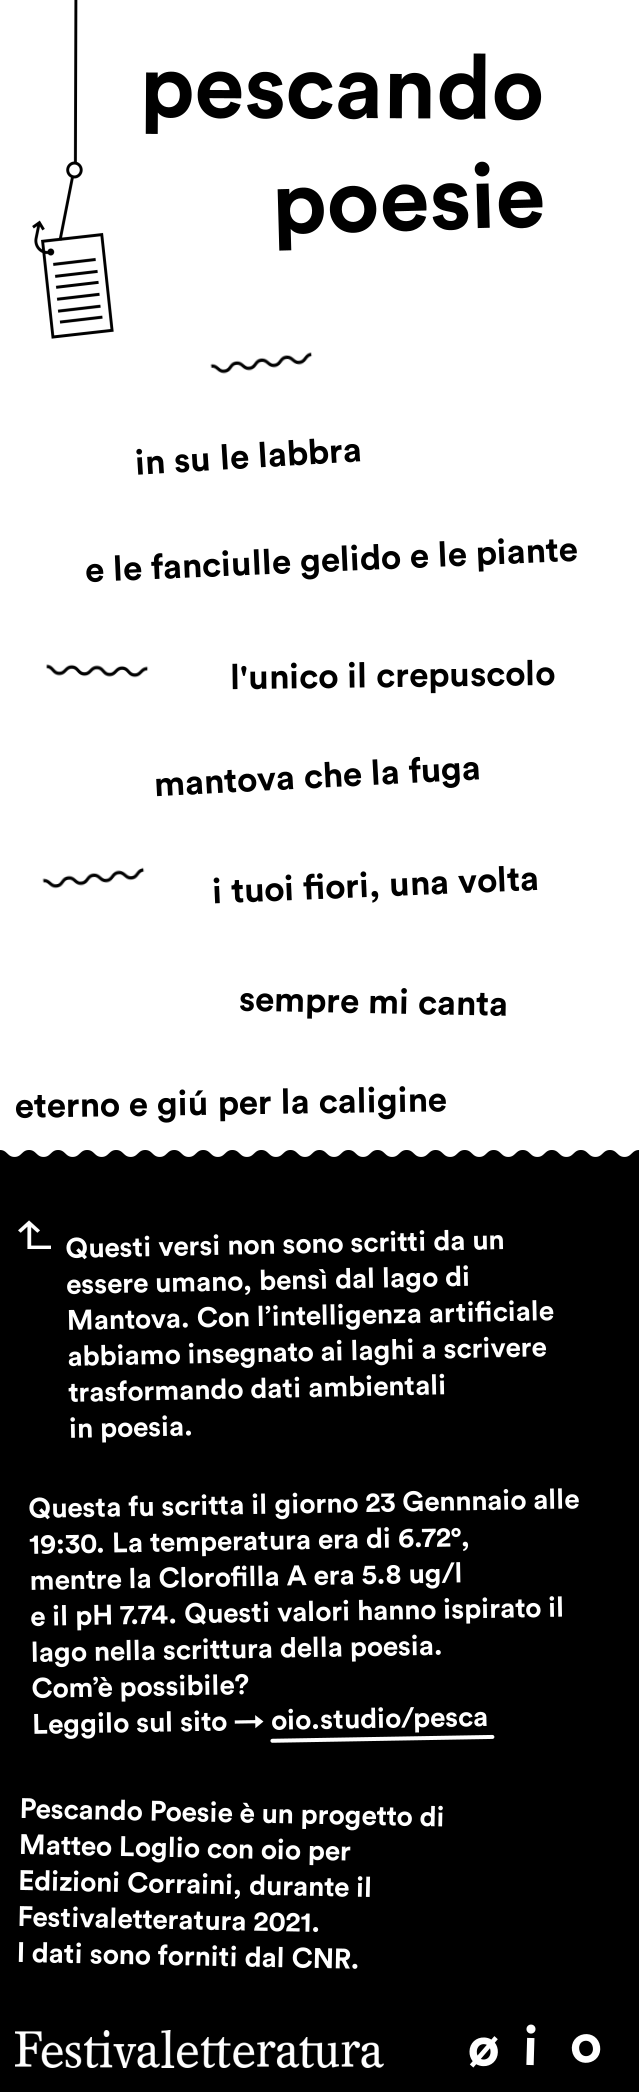 pescando
poesie
in su le labbra
e le fanciulle gelido e le piante
l'unico il crepuscolo
mantova che la fuga
i tuoi fiori, una volta
sempre mi canta
eterno e giú per la caligine
Questi versi non sono scritti da un
essere umano, bensì dal lago di
Mantova. Con l’intelligenza artificiale
abbiamo insegnato ai laghi a scrivere
trasformando dati ambientali
in poesia.
Questa fu scritta il giorno 23 Gennnaio alle
19:30. La temperatura era di 6.72°,
mentre la Clorofilla A era 5.8 ug/l
e il pH 7.74. Questi valori hanno ispirato il
lago nella scrittura della poesia.
Com’è possibile?
Leggilo sul sito → oio.studio/pesca
Pescando Poesie è un progetto di
Matteo Loglio con oio per
Edizioni Corraini, durante il
Festivaletteratura 2021.
I dati sono forniti dal CNR.
Festivaletteratura ø i o